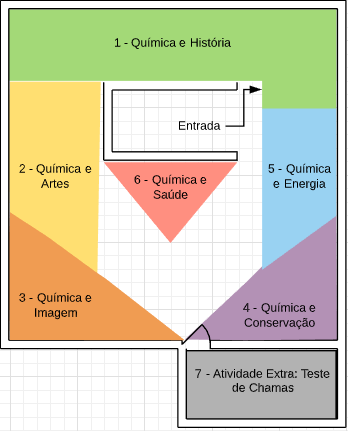 1 - Química e História
Entrada
2 - Química e
Artes
6 - Química e
Saúde
5 - Química
e Energia
3 - Química e
Imagem
4 - Química e
Conservação
7 - Atividade Extra: Teste
de Chamas